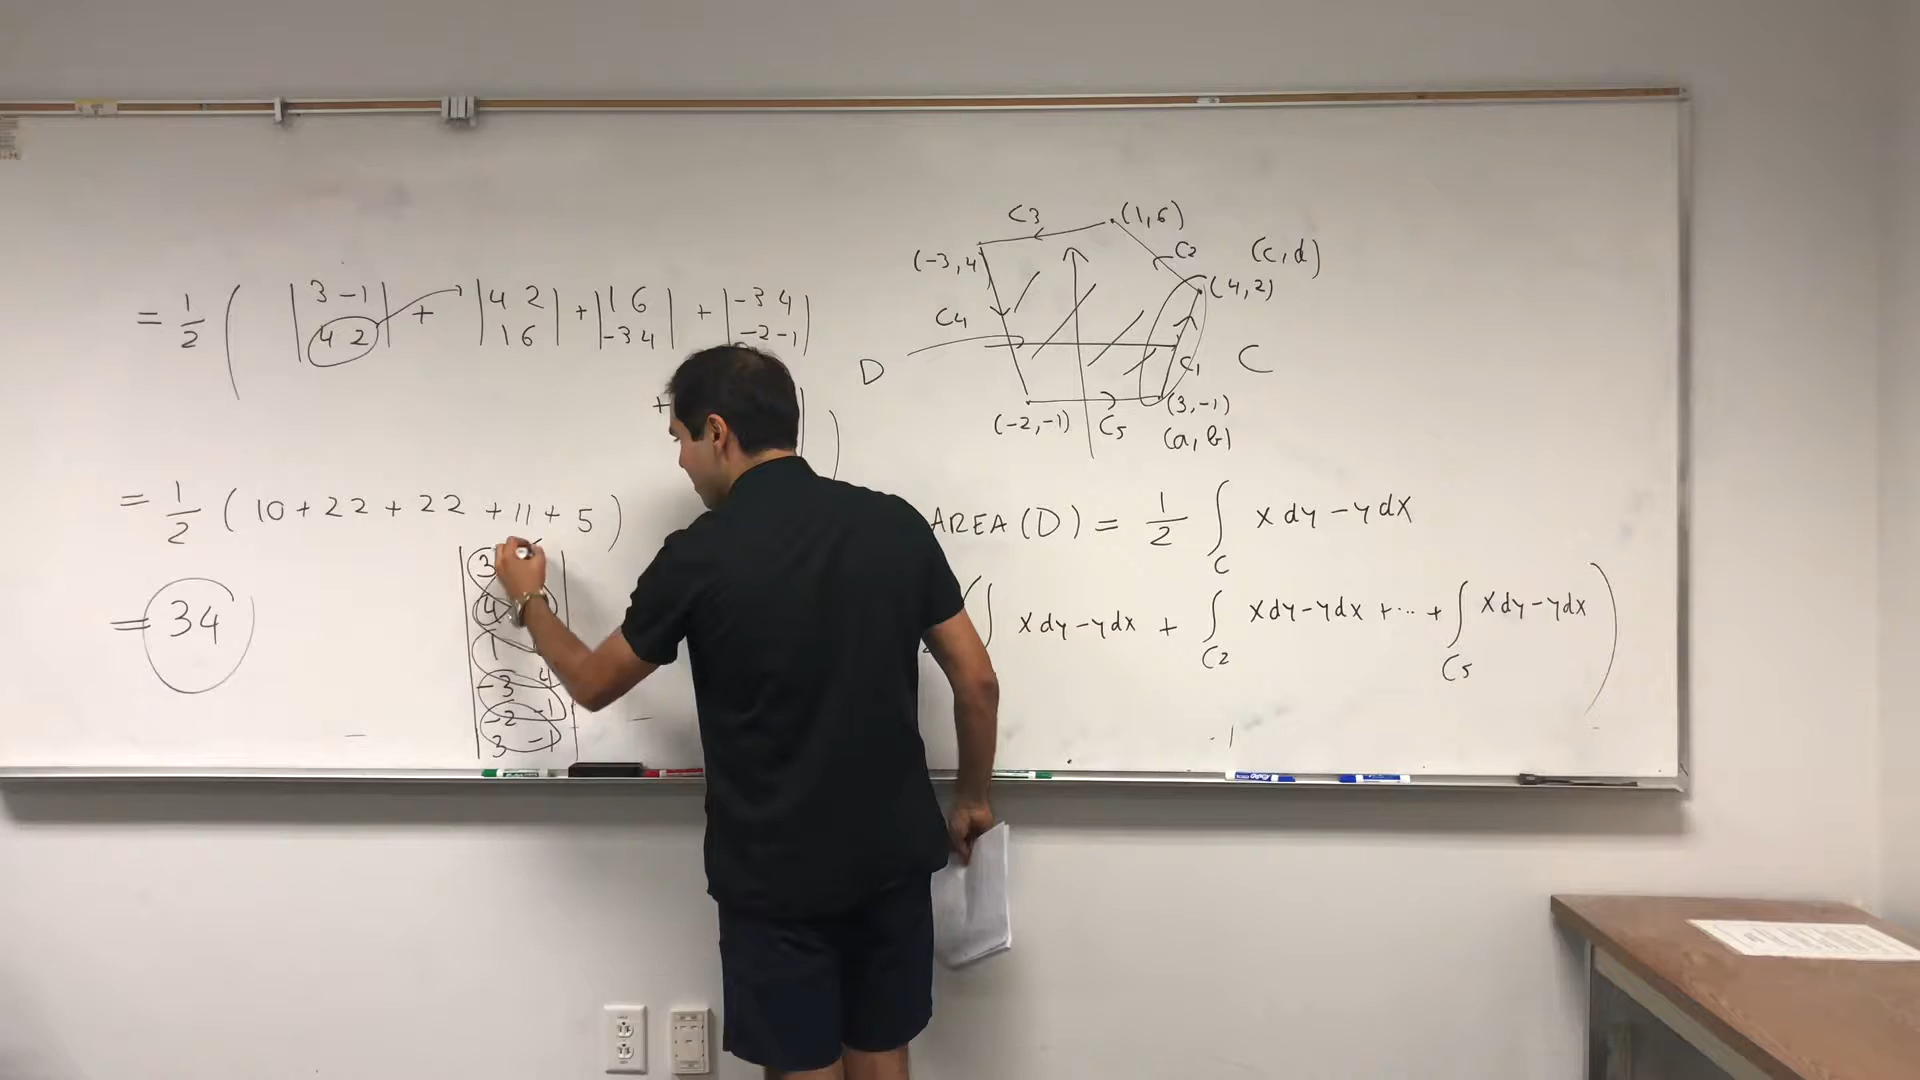 = 1/2 ( |3 -1| + |4 2| + |1 6| + |-3 4|
|4 2| |1 6| |-3 4| |-2 -1|
+ | )
= 1/2 ( 10 + 22 + 22 + 11 + 5 )
= 34
3
4
1
-3 4
-2 -1
3 -1
C3
(1,6)
C2
(c,d)
(-3,4
(4,2)
C4
D
C1
C
(3,-1)
(-2,-1)
C5
(a,b)
AREA(D) = 1/2 ∫C x dy - y dx
( ∫ x dy - y dx + ∫C2 x dy - y dx + ... + ∫C5 x dy - y dx )